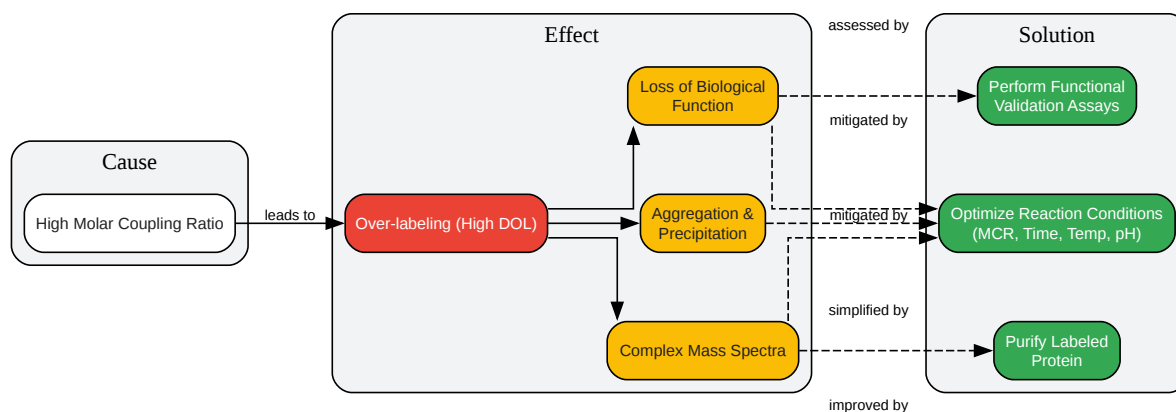 Cause
High Molar Coupling Ratio
leads to
Effect
Over-labeling (High DOL)
Loss of Biological
Function
Aggregation &
Precipitation
Complex Mass Spectra
assessed by
mitigated by
mitigated by
simplified by
improved by
Solution
Perform Functional
Validation Assays
Optimize Reaction Conditions
(MCR, Time, Temp, pH)
Purify Labeled
Protein